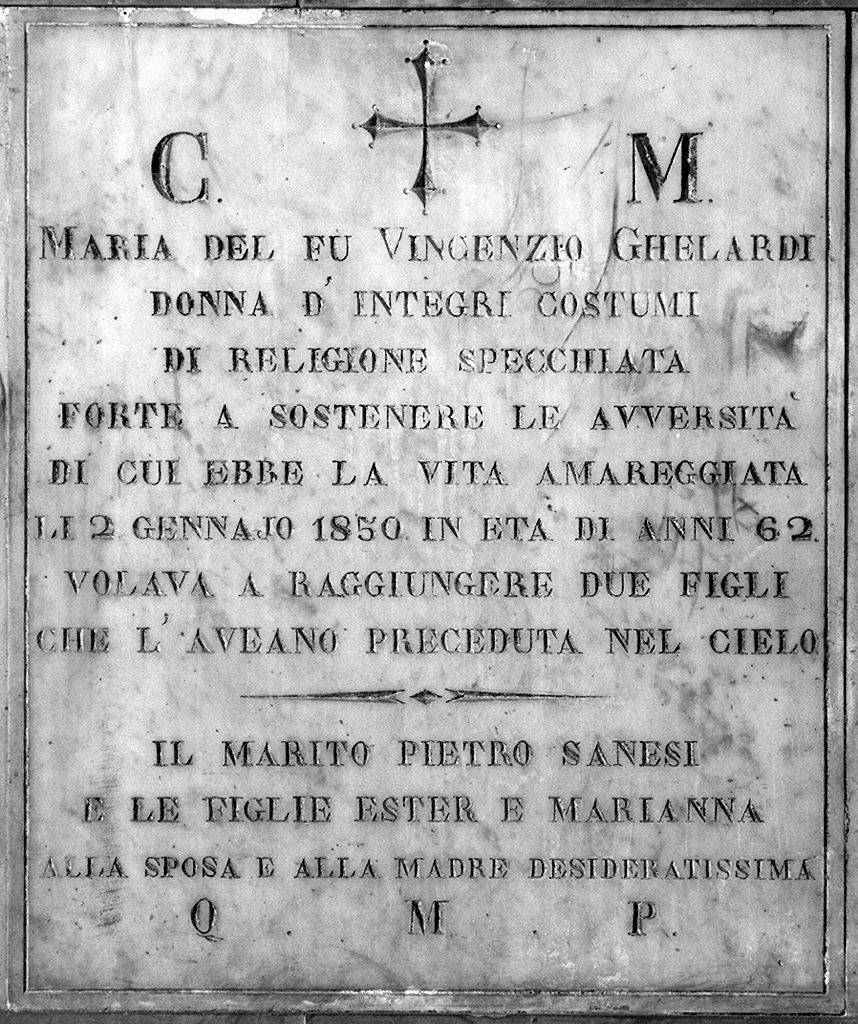 C. M.
MARIA DEL FU VINCENZIO GHELARDI
DONNA D' INTEGRI COSTUMI
DI RELIGIONE SPECCHIATA
FORTE A SOSTENERE LE AVVERSITÀ
DI CUI EBBE LA VITA AMAREGGIATA
LI 2 GENNAJO 1850 IN ETÀ DI ANNI 62.
VOLAVA A RAGGIUNGERE DUE FIGLI
CHE L' AVEANO PRECEDUTA NEL CIELO
IL MARITO PIETRO SANESI
E LE FIGLIE ESTER E MARIANNA
ALLA SPOSA E ALLA MADRE DESIDERATISSIMA
Q. M. P.